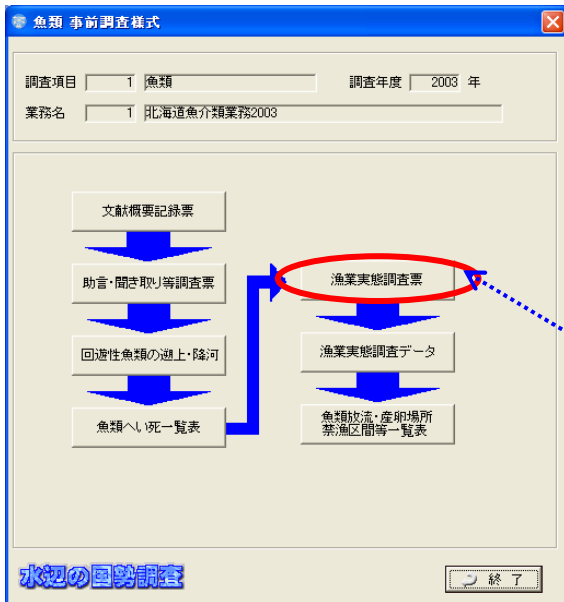 魚類 事前調査様式
調査項目 1 魚類 調査年度 2003 年
業務名 1 北海道魚介類業務2003
文献概要記録票
助言・聞き取り等調査票
回遊性魚類の遡上・降河
魚類へい死一覧表
漁業実態調査票
漁業実態調査データ
魚類放流・産卵場所
禁漁区間等一覧表
水辺の国勢調査
終 了